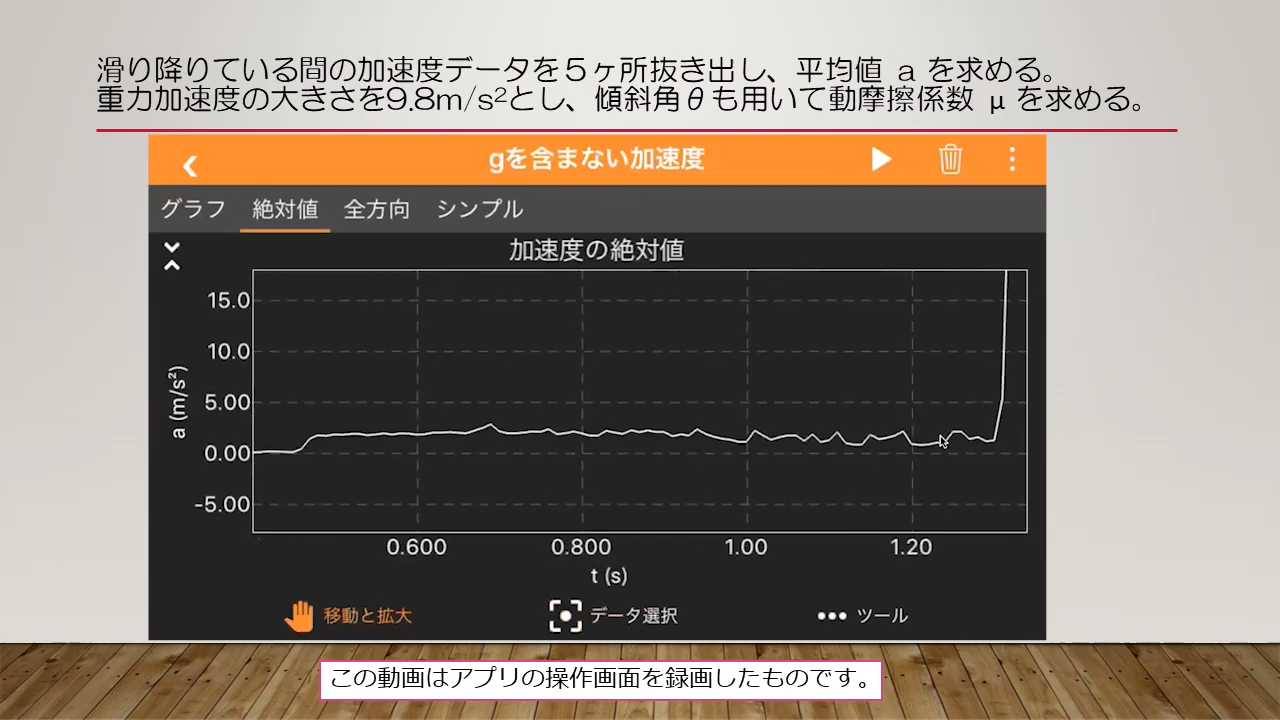 滑り降りている間の加速度データを５ヶ所抜き出し、平均値 a を求める。
重力加速度の大きさを9.8m/s²とし、傾斜角θも用いて動摩擦係数 μ を求める。
gを含まない加速度
グラフ 絶対値 全方向 シンプル
加速度の絶対値
15.0
10.0
5.00
0.00
-5.00
a (m/s²)
0.600 0.800 1.00 1.20
t (s)
移動と拡大 データ選択 ツール
この動画はアプリの操作画面を録画したものです。